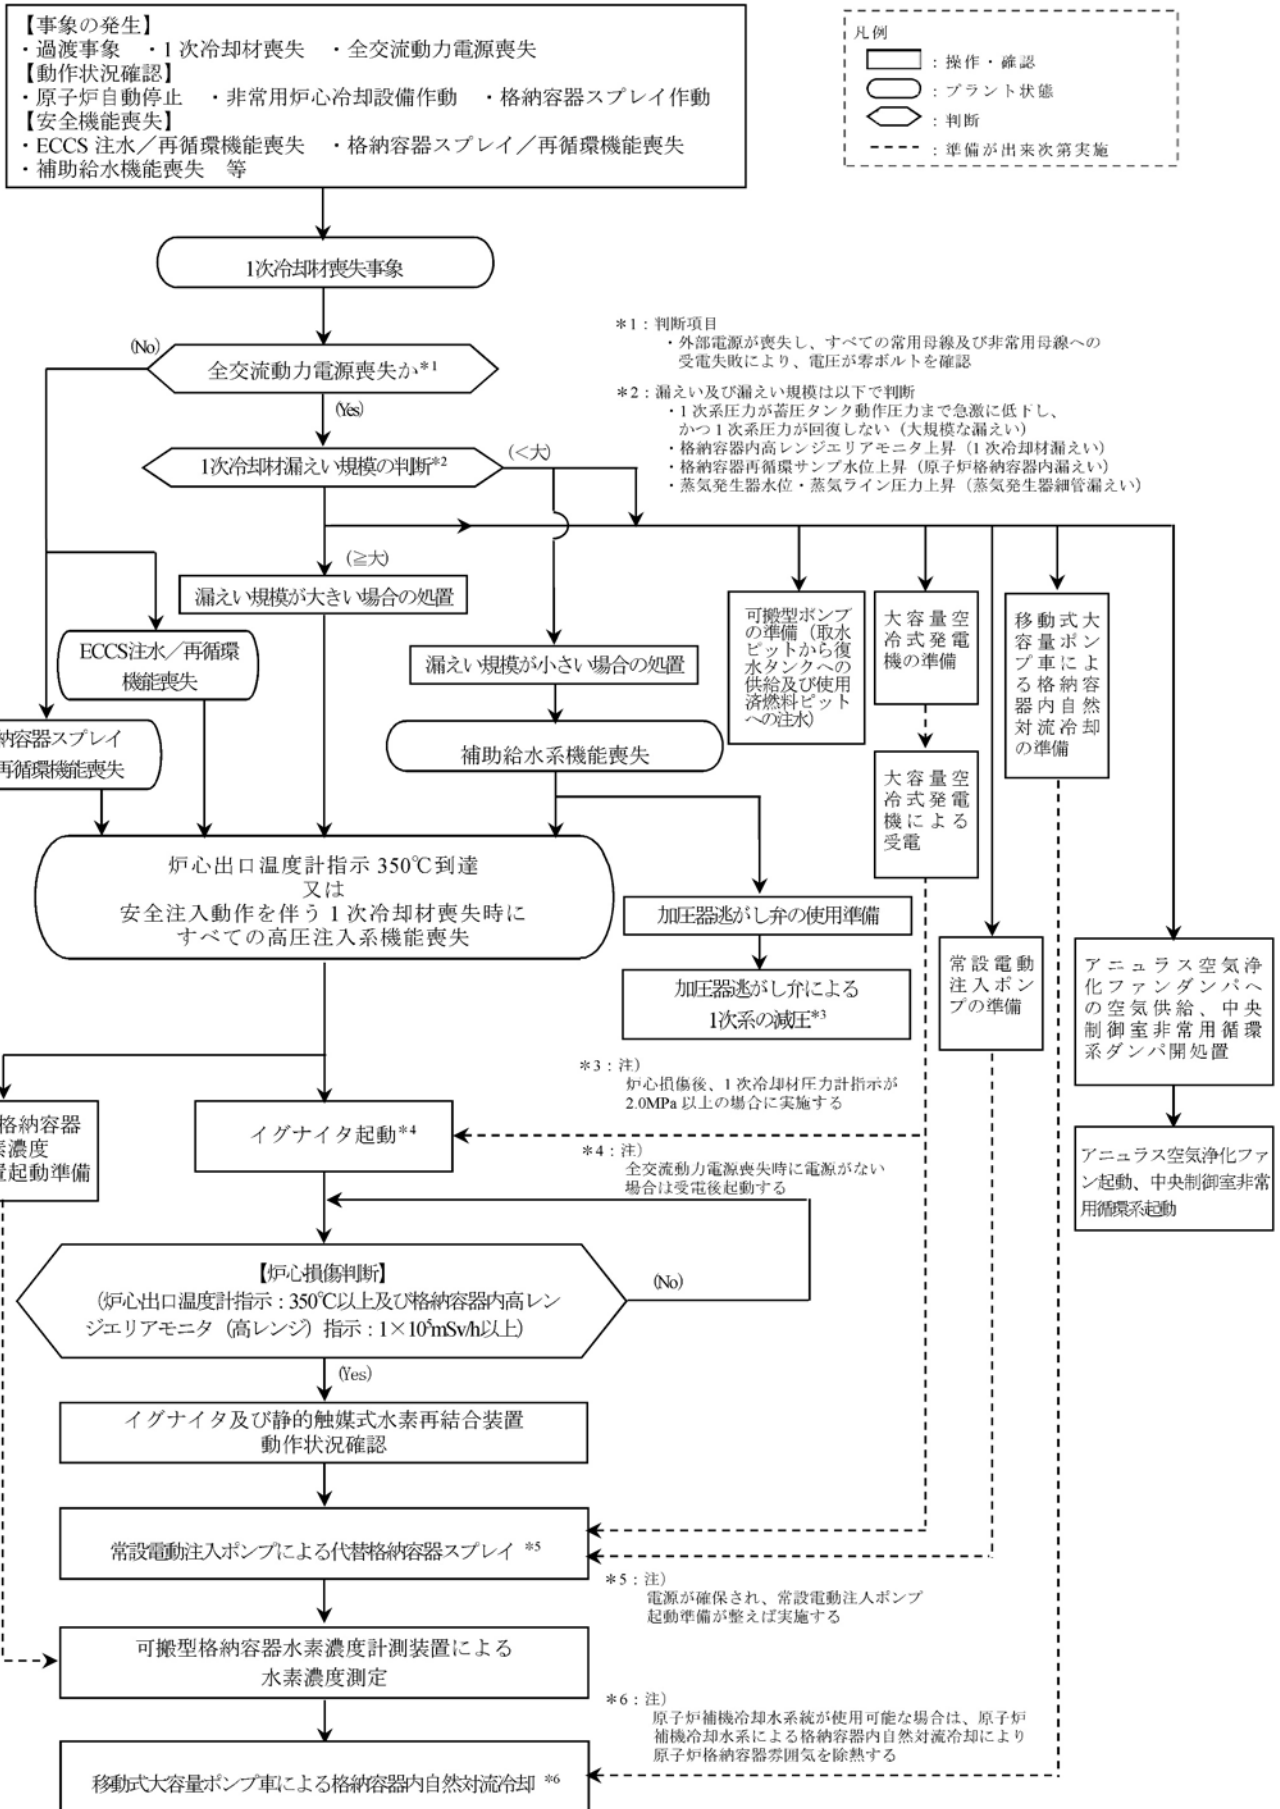 【事象の発生】
・過渡事象　・1次冷却材喪失　・全交流動力電源喪失
【動作状況確認】
・原子炉自動停止　・非常用炉心冷却設備作動　・格納容器スプレイ作動
【安全機能喪失】
・ECCS 注水／再循環機能喪失　・格納容器スプレイ／再循環機能喪失
・補助給水機能喪失　等
凡例
：操作・確認
：プラント状態
：判断
：準備が出来次第実施
1次冷却材喪失事象
(No)
全交流動力電源喪失か*1
(Yes)
*1：判断項目
・外部電源が喪失し、すべての常用母線及び非常用母線への
受電失敗により、電圧が零ボルトを確認
*2：漏えい及び漏えい規模は以下で判断
・1次系圧力が蓄圧タンク動作圧力まで急激に低下し、
かつ1次系圧力が回復しない（大規模な漏えい）
・格納容器内高レンジエリアモニタ上昇（1次冷却材漏えい）
・格納容器再循環サンプ水位上昇（原子炉格納容器内漏えい）
・蒸気発生器水位・蒸気ライン圧力上昇（蒸気発生器細管漏えい）
1次冷却材漏えい規模の判断*2
(<大)
(≧大)
漏えい規模が大きい場合の処置
ECCS注水／再循環
機能喪失
漏えい規模が小さい場合の処置
納容器スプレイ
再循環機能喪失
補助給水系機能喪失
可搬型ポンプ
の準備（取水
ピットから復
水タンクへの
供給及び使用
済燃料ピット
への注水）
大容量空
冷式発電
機の準備
大容量空
冷式発電
機による
受電
移動式大
容量ポン
プ車によ
る格納容
器内自然
対流冷却
の準備
炉心出口温度計指示 350℃到達
又は
安全注入動作を伴う1次冷却材喪失時に
すべての高圧注入系機能喪失
加圧器逃がし弁の使用準備
加圧器逃がし弁による
1次系の減圧*3
常設電動
注入ポン
プの準備
アニュラス空気浄
化ファンダンパへ
の空気供給、中央
制御室非常用循環
系ダンパ開処置
アニュラス空気浄化ファ
ン起動、中央制御室非常
用循環系起動
*3：注）
炉心損傷後、1次冷却材圧力計指示が
2.0MPa 以上の場合に実施する
格納容器
素濃度
置起動準備
イグナイタ起動*4
*4：注）
全交流動力電源喪失時に電源がない
場合は受電後起動する
【炉心損傷判断】
（炉心出口温度計指示：350℃以上及び格納容器内高レン
ジエリアモニタ（高レンジ）指示：1×10⁵mSv/h以上）
(No)
(Yes)
イグナイタ及び静的触媒式水素再結合装置
動作状況確認
常設電動注入ポンプによる代替格納容器スプレイ *5
*5：注）
電源が確保され、常設電動注入ポンプ
起動準備が整えば実施する
可搬型格納容器水素濃度計測装置による
水素濃度測定
*6：注）
原子炉補機冷却水系統が使用可能な場合は、原子炉
補機冷却水系による格納容器内自然対流冷却により
原子炉格納容器雰囲気を除熱する
移動式大容量ポンプ車による格納容器内自然対流冷却 *6